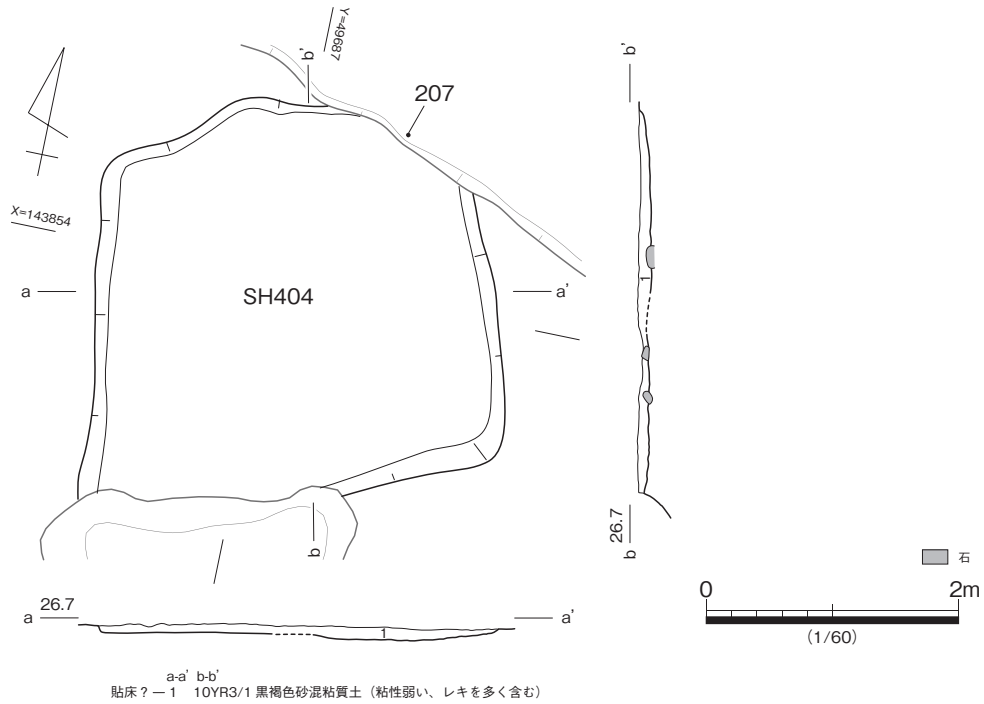 Y=49687
b'
b'
207
X=143854
a
SH404
a'
1
26.7
b
b
石
0
2m
a
26.7
a'
1
(1/60)
a-a' b-b'
貼床？ー 1　10YR3/1 黒褐色砂混粘質土（粘性弱い、レキを多く含む）